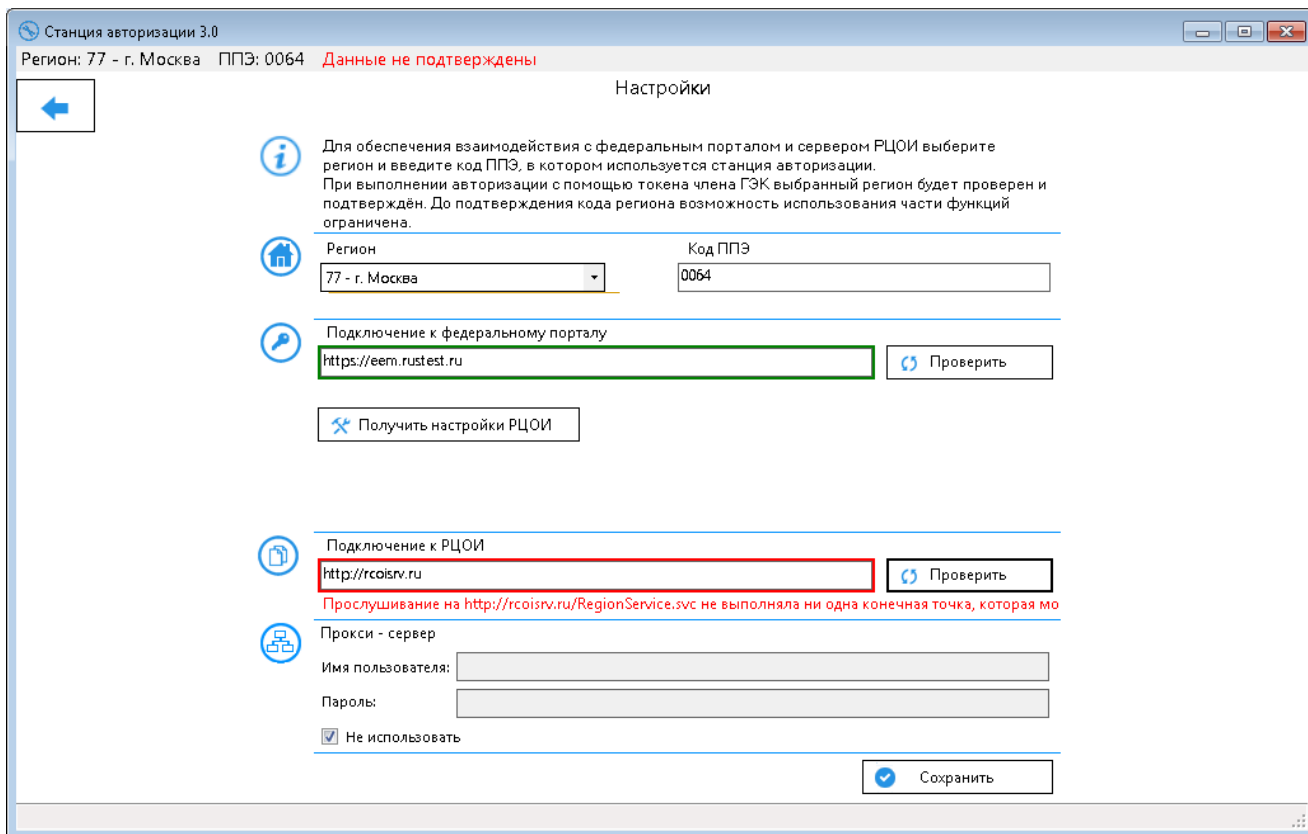 Станция авторизации 3.0
Регион: 77 - г. Москва ППЭ: 0064 Данные не подтверждены
Настройки
Для обеспечения взаимодействия с федеральным порталом и сервером РЦОИ выберите
регион и введите код ППЭ, в котором используется станция авторизации.
При выполнении авторизации с помощью токена члена ГЭК выбранный регион будет проверен и
подтверждён. До подтверждения кода региона возможность использования части функций
ограничена.
Регион Код ППЭ
77 - г. Москва 0064
Подключение к федеральному порталу
https://eem.rustest.ru Проверить
Получить настройки РЦОИ
Подключение к РЦОИ
http://rcoisrv.ru Проверить
Прослушивание на http://rcoisrv.ru/RegionService.svc не выполняла ни одна конечная точка, которая мо
Прокси - сервер
Имя пользователя:
Пароль:
Не использовать
Сохранить